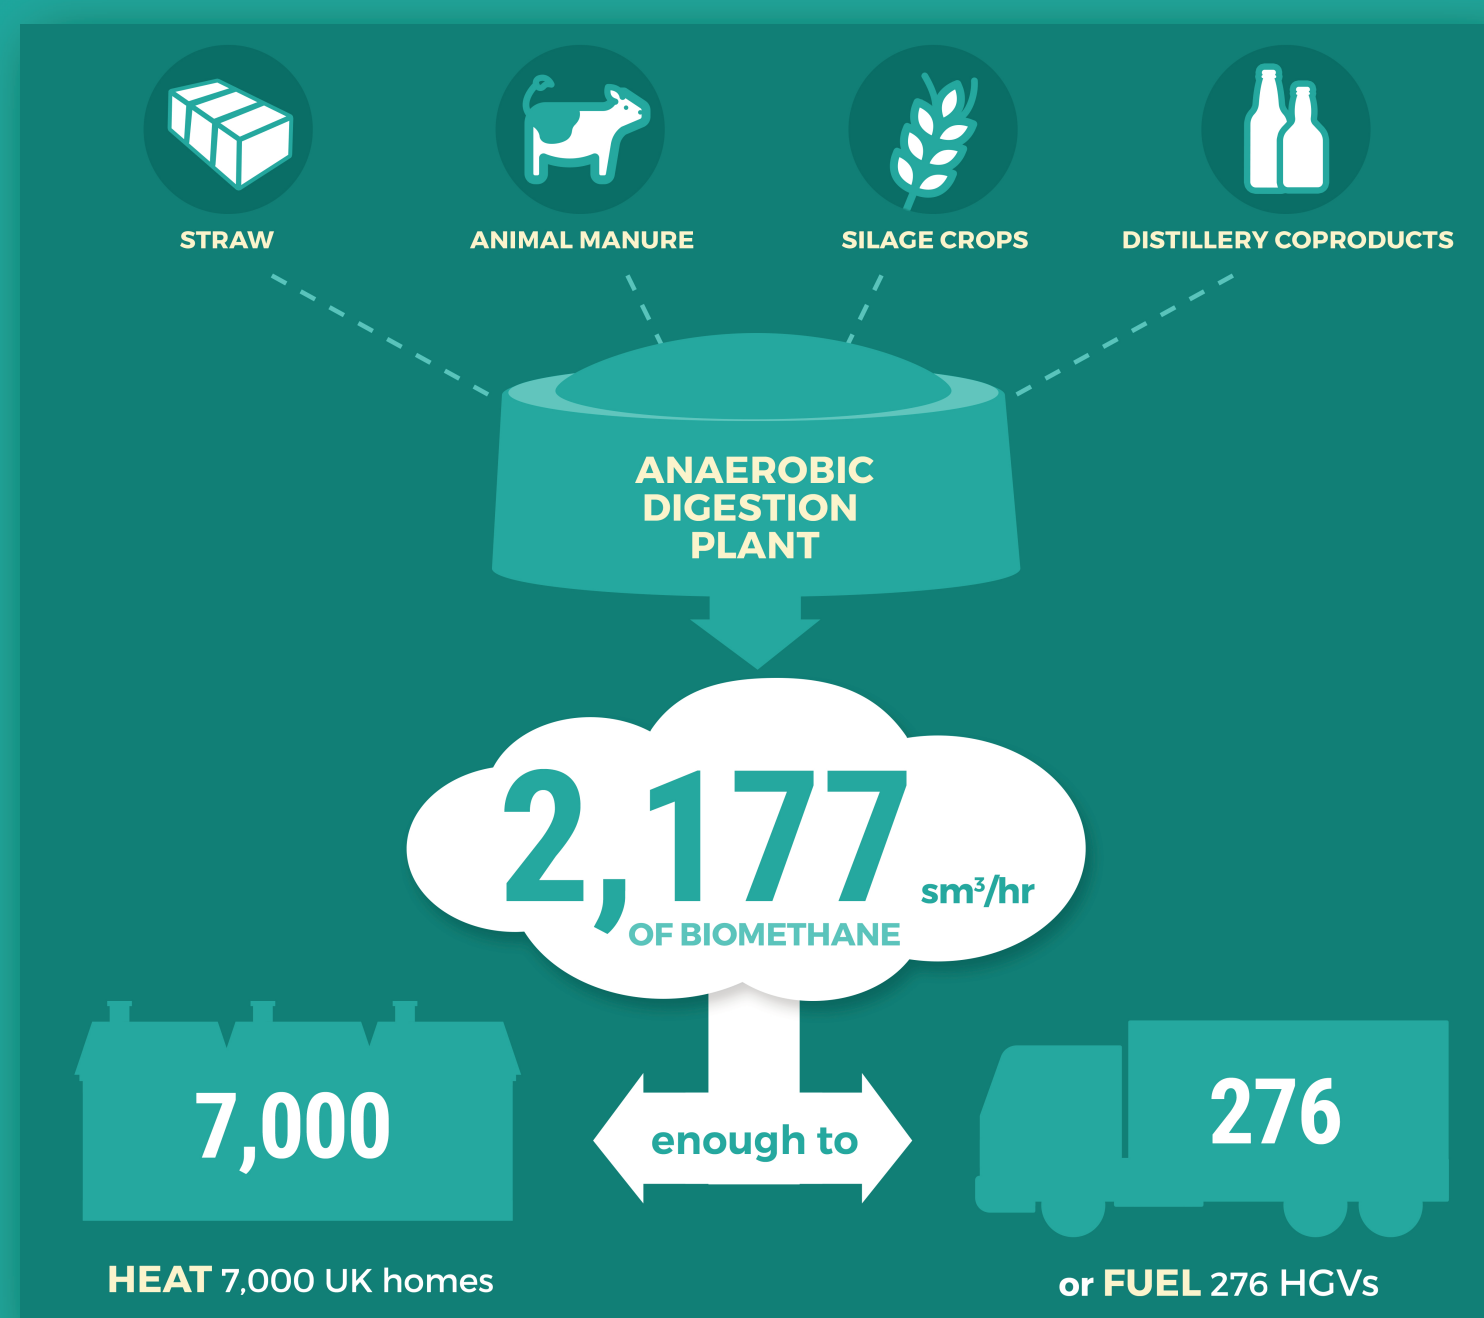 STRAW
ANIMAL MANURE
SILAGE CROPS
DISTILLERY COPRODUCTS
ANAEROBIC
DIGESTION
PLANT
2,177 sm³/hr
OF BIOMETHANE
7,000
enough to
276
HEAT 7,000 UK homes
or FUEL 276 HGVs